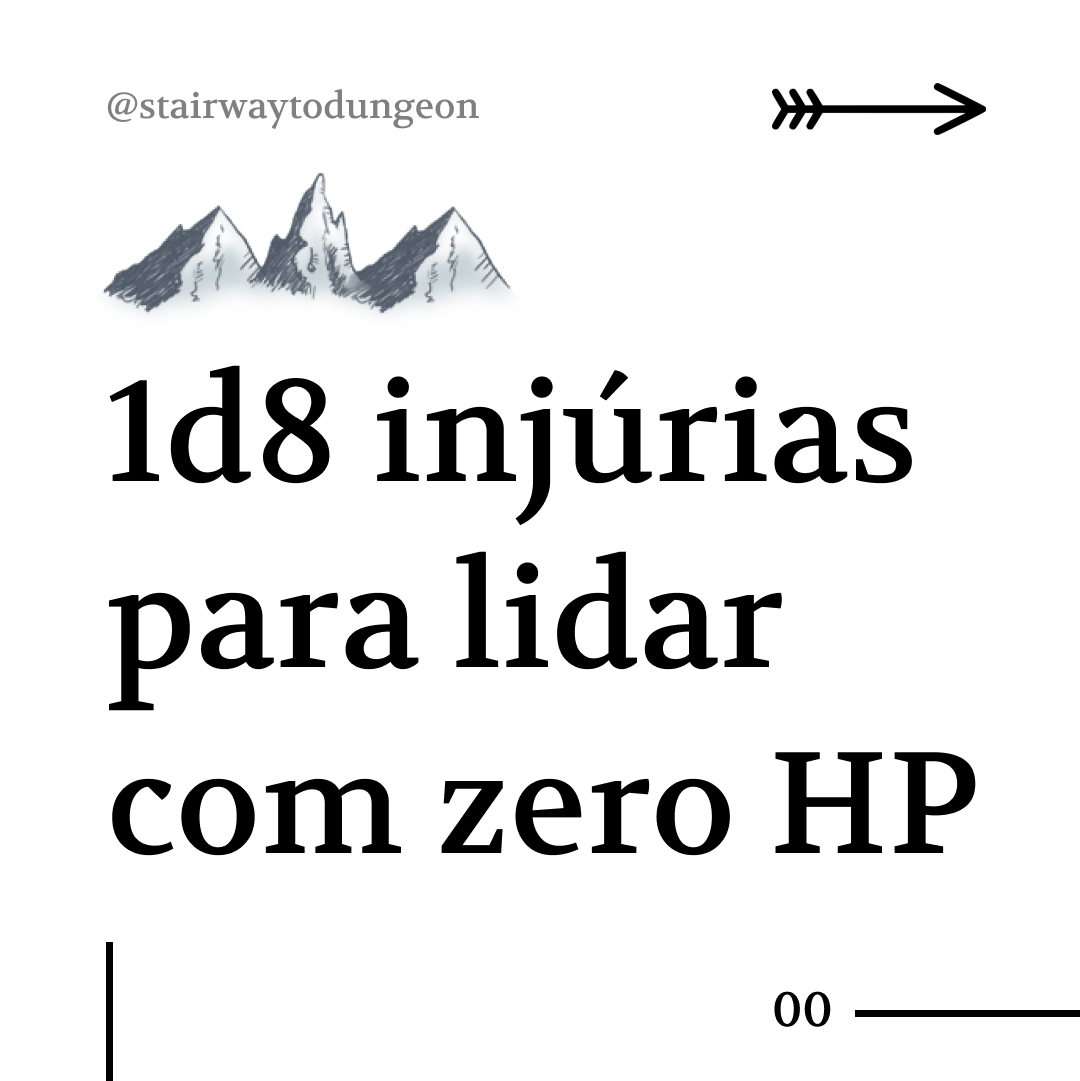 @stairwaytodungeon
1d8 injúrias
para lidar
com zero HP
00